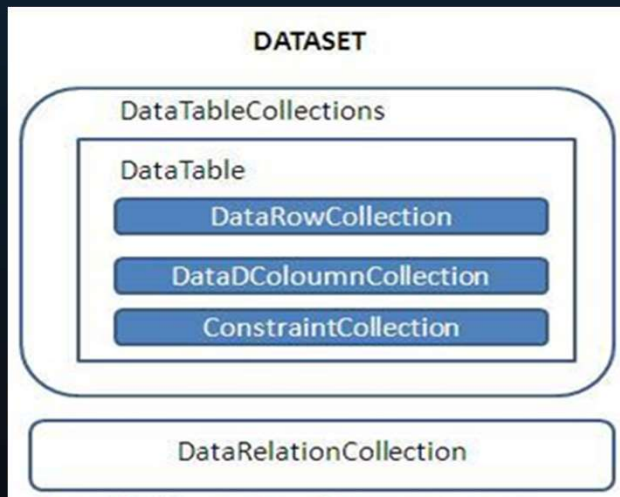 DATASET
DataTableCollections
DataTable
DataRowCollection
DataDColoumnCollection
ConstraintCollection
DataRelationCollection